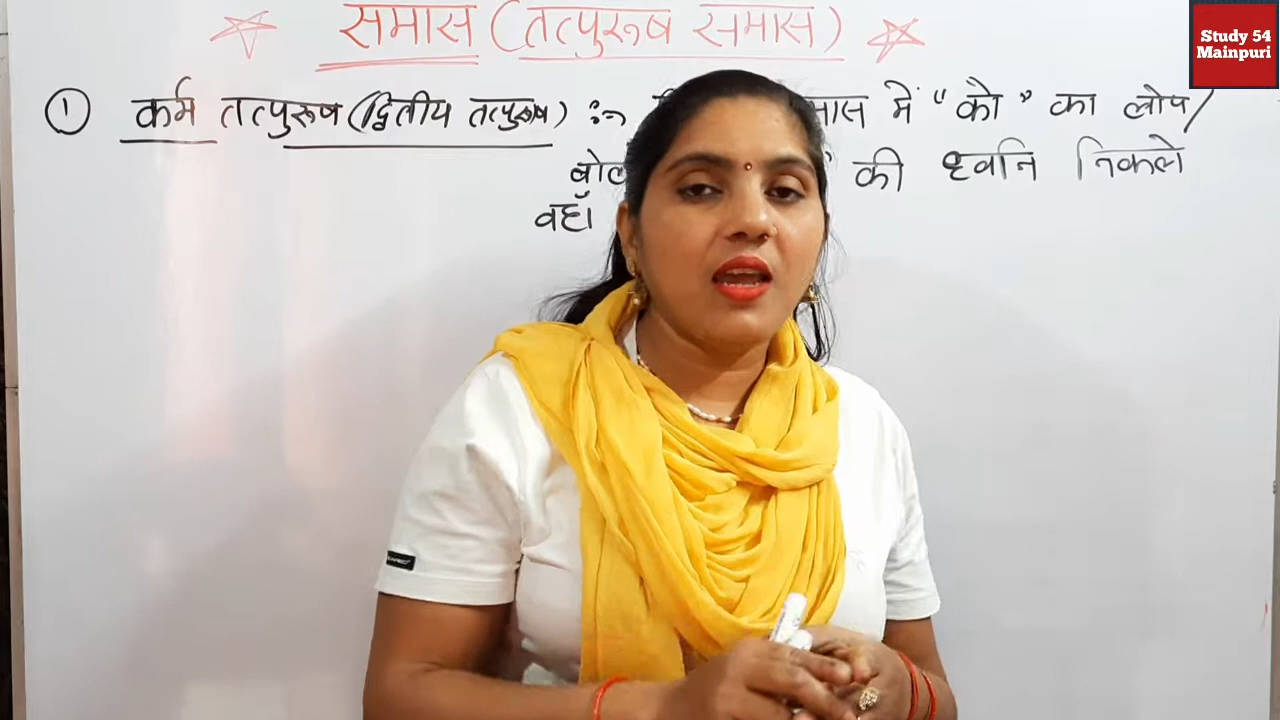 समास (तत्पुरूष समास)
Study 54
Mainpuri
① कर्म तत्पुरूष (द्वितीय तत्पुरूष) :- में "को" का लोप/
की ध्वनि निकले
वहाँ